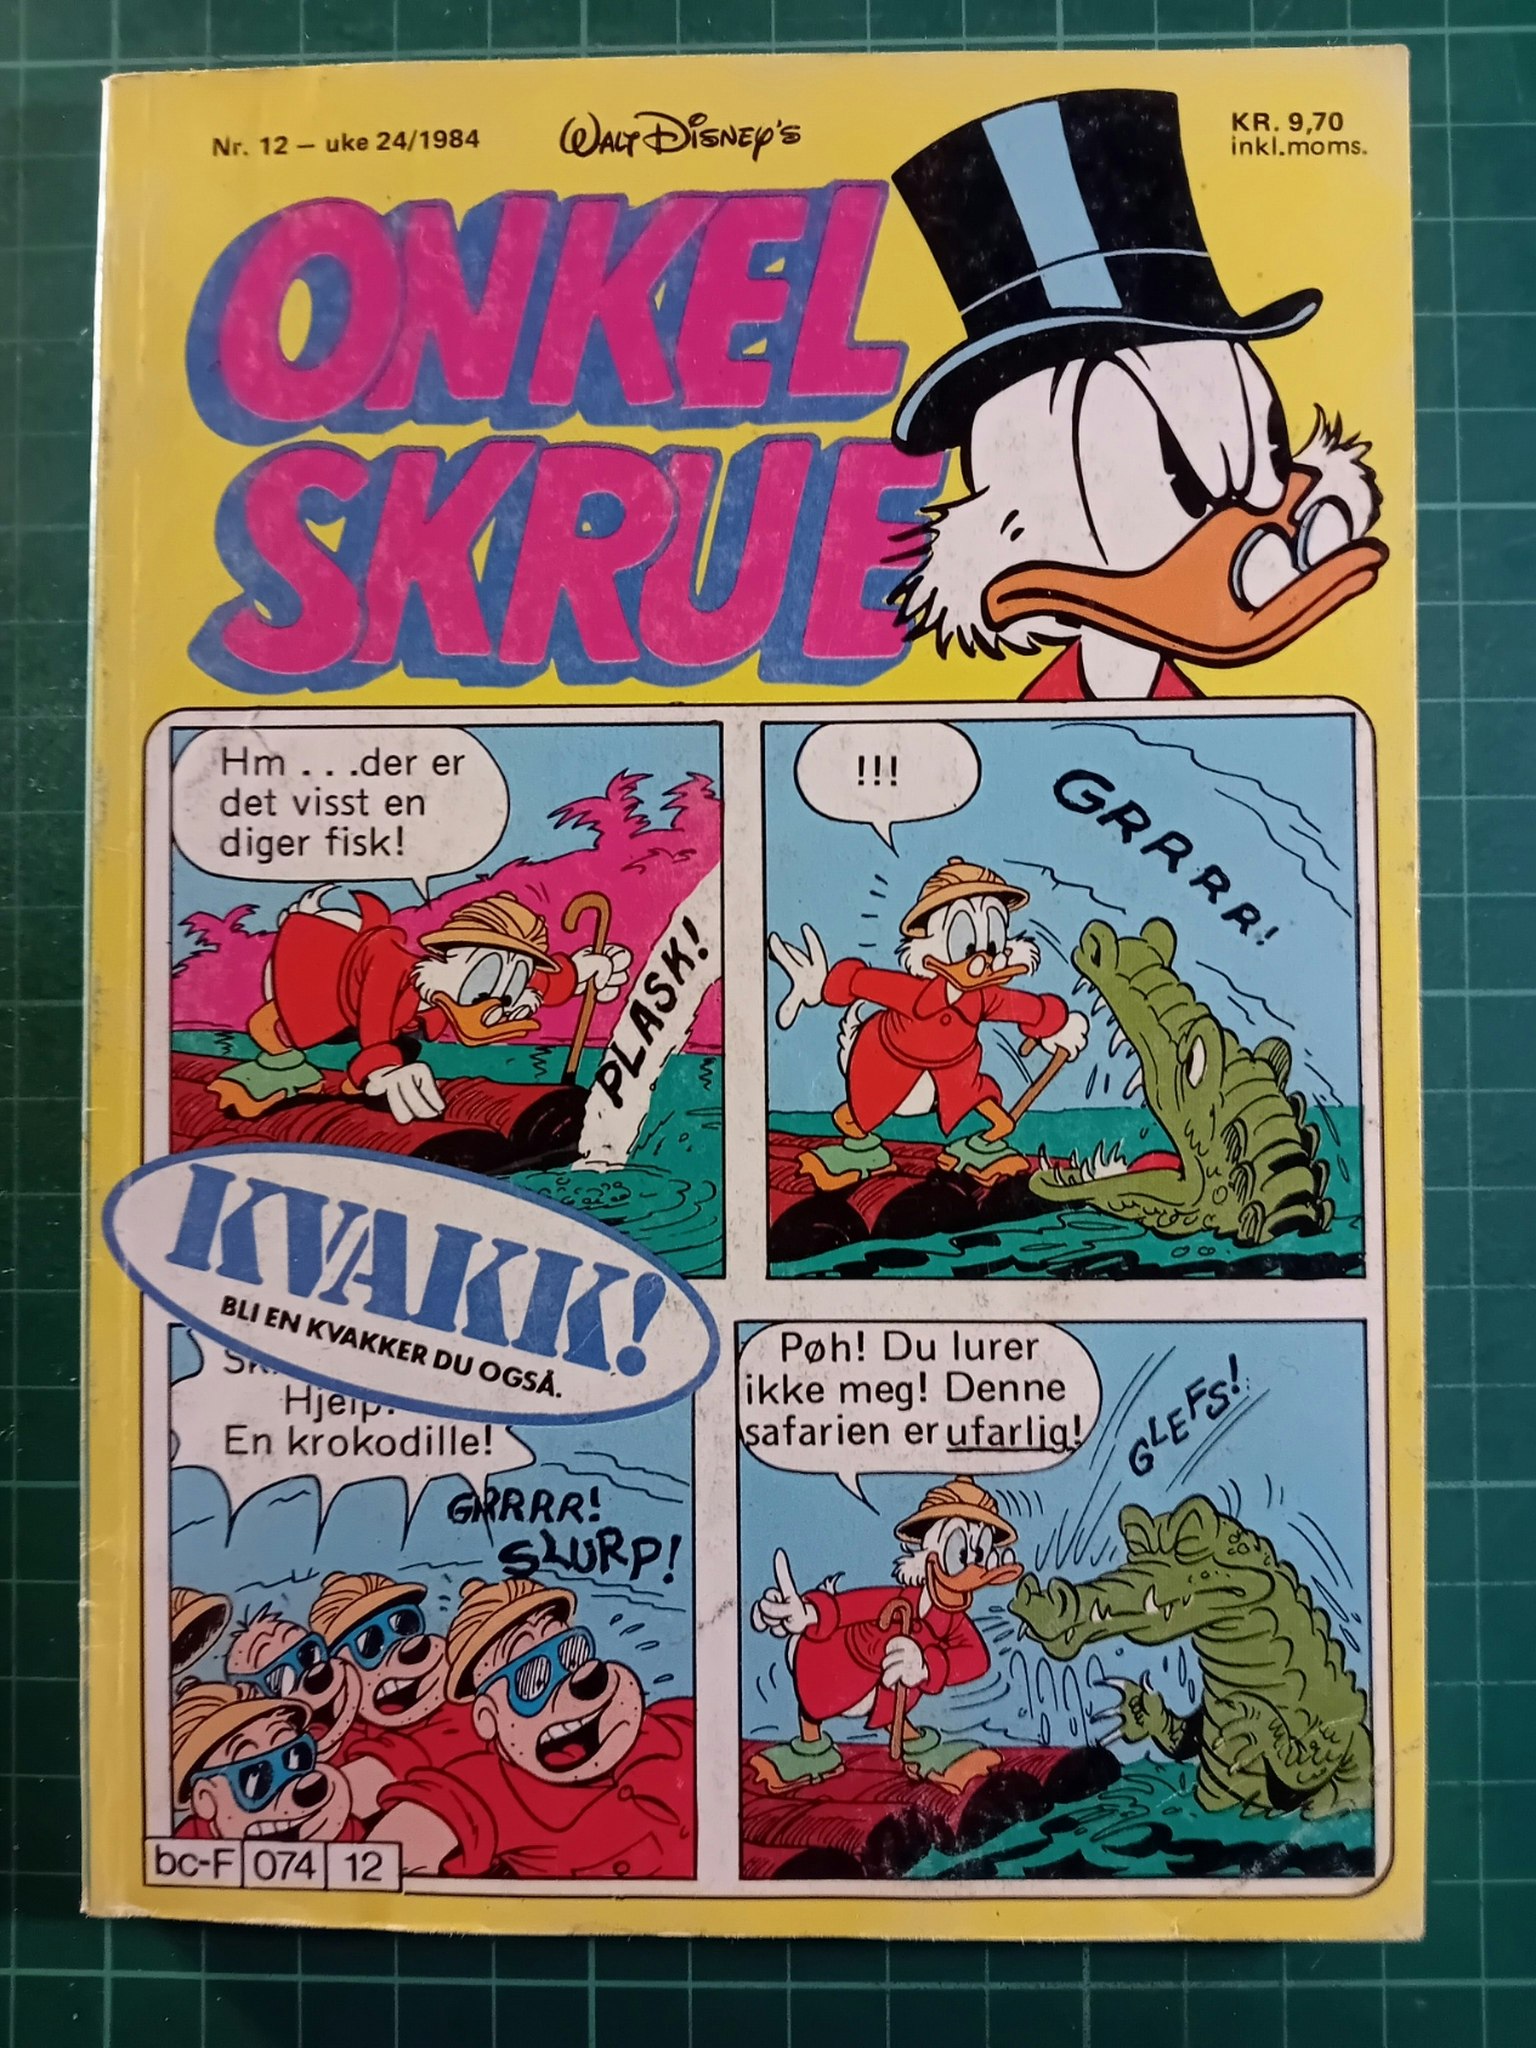 Nr. 12 – uke 24/1984
WALT DISNEY'S
KR. 9,70
inkl.moms.
ONKEL
SKRUE
Hm . . .der er
det visst en
diger fisk!
PLASK!
!!!
GRRRR!
KVAKK!
BLI EN KVAKKER DU OGSÅ.
Hjelp!
En krokodille!
GRRRR!
SLURP!
Pøh! Du lurer
ikke meg! Denne
safarien er ufarlig!
GLEFS!
bc-F 074 12